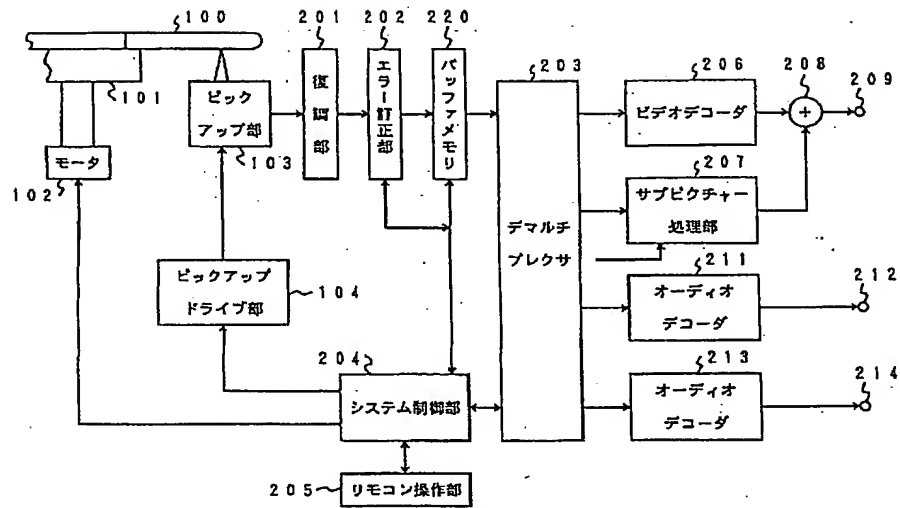 100
201
202
220
203
206
208
209
101
ピック
アップ部
103
復調部
エラー訂正部
バッファメモリ
ビデオデコーダ
+
モータ
102
207
サブピクチャー
処理部
デマルチ
プレクサ
ピックアップ
ドライブ部
104
211
オーディオ
デコーダ
212
204
システム制御部
213
オーディオ
デコーダ
214
205
リモコン操作部